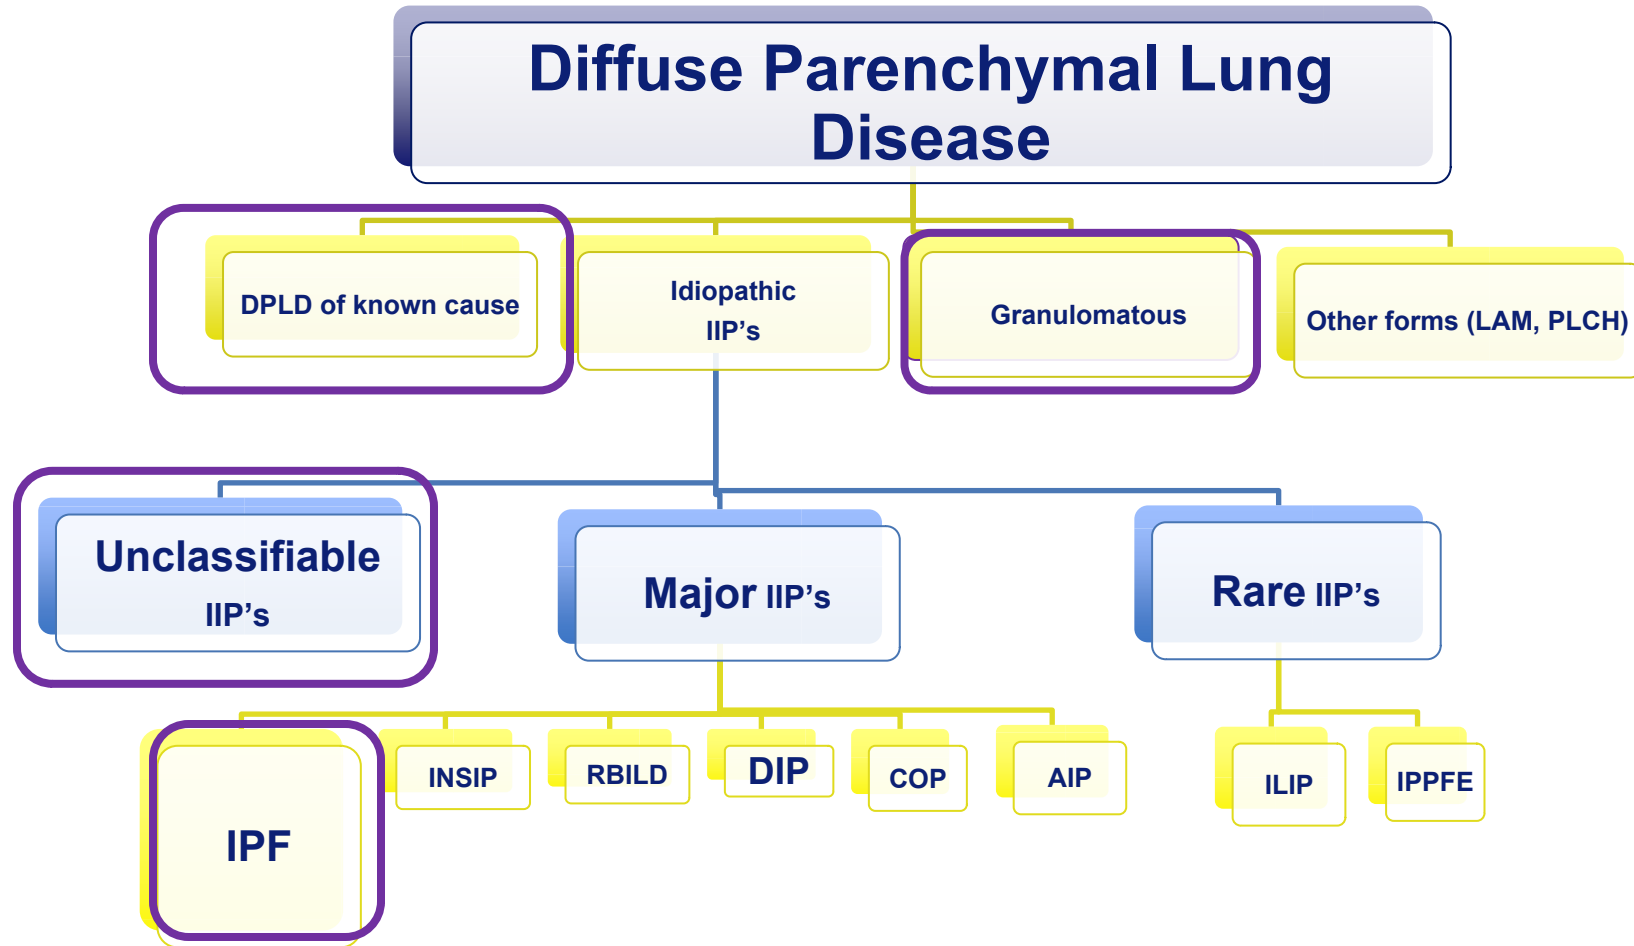 Diffuse Parenchymal Lung
Disease
DPLD of known cause
Idiopathic
IIP’s
Granulomatous
Other forms (LAM, PLCH)
Unclassifiable
IIP’s
Major IIP’s
Rare IIP’s
IPF
INSIP
RBILD
DIP
COP
AIP
ILIP
IPPFE